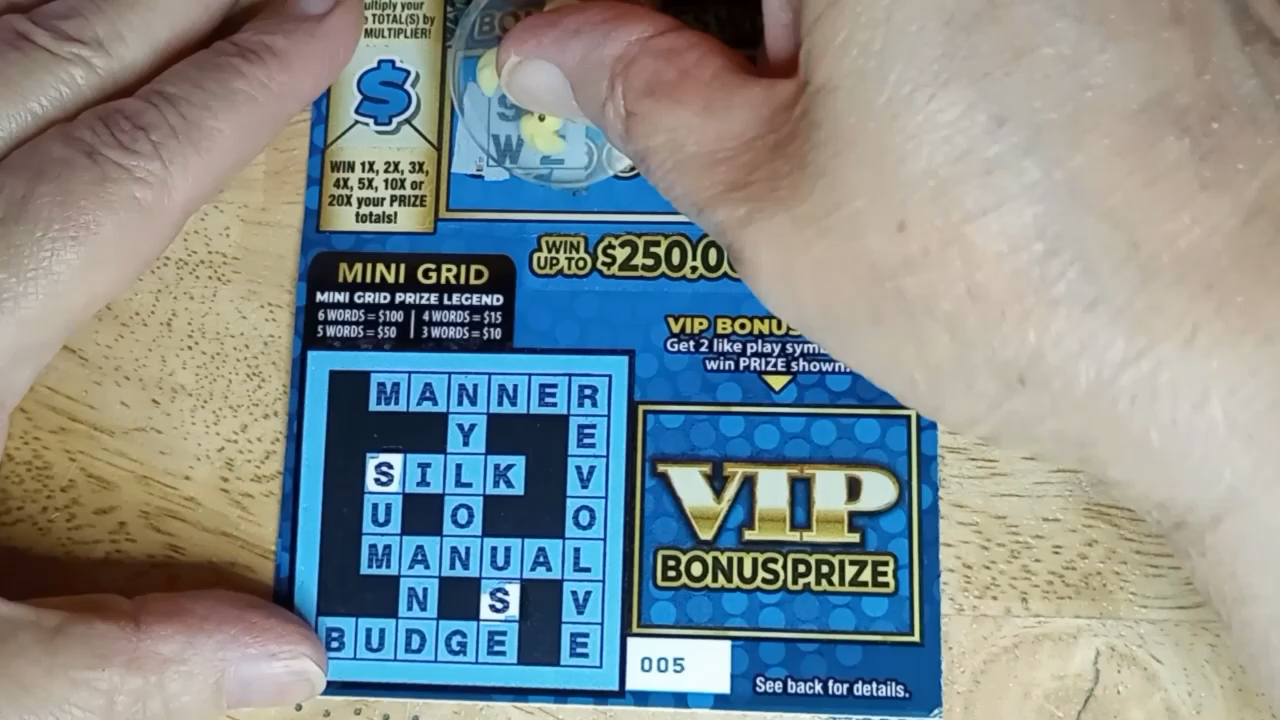 ultiply your
TOTAL(S) by
MULTIPLIER!
$
WIN 1X, 2X, 3X,
4X, 5X, 10X or
20X your PRIZE
totals!
W
WIN UP TO $250,00
MINI GRID
MINI GRID PRIZE LEGEND
6 WORDS = $100 | 4 WORDS = $15
5 WORDS = $50 | 3 WORDS = $10
VIP BONUS
Get 2 like play symb
win PRIZE shown.
MANNER
Y E
SILK V
U O O
MANUAL
N S V
BUDGE E
VIP
BONUS PRIZE
005
See back for details.